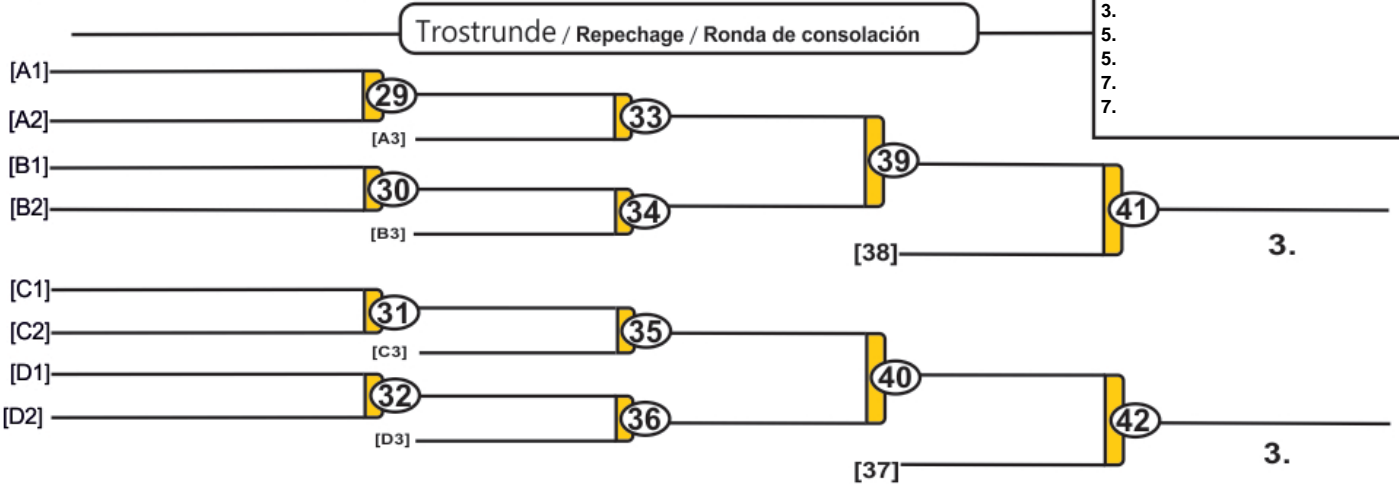 3.
5.
5.
7.
7.
Trostrunde / Repechage / Ronda de consolación
[A1]
29
[A2]
33
[A3]
[B1]
39
30
[B2]
34
41
[B3]
[38]
3.
[C1]
31
[C2]
35
[C3]
[D1]
40
32
[D2]
36
42
[D3]
[37]
3.